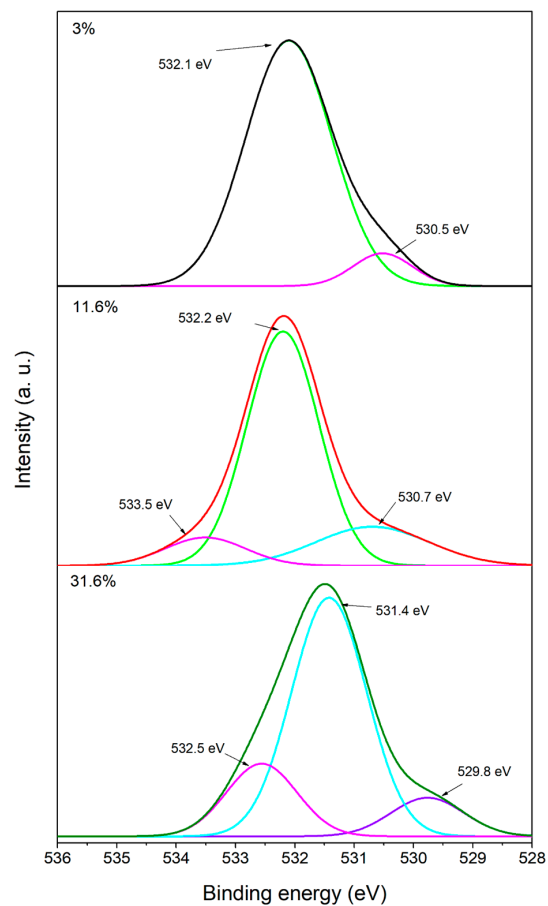 3%
532.1 eV
530.5 eV
11.6%
532.2 eV
533.5 eV
530.7 eV
31.6%
531.4 eV
532.5 eV
529.8 eV
Intensity (a. u.)
536 535 534 533 532 531 530 529 528
Binding energy (eV)